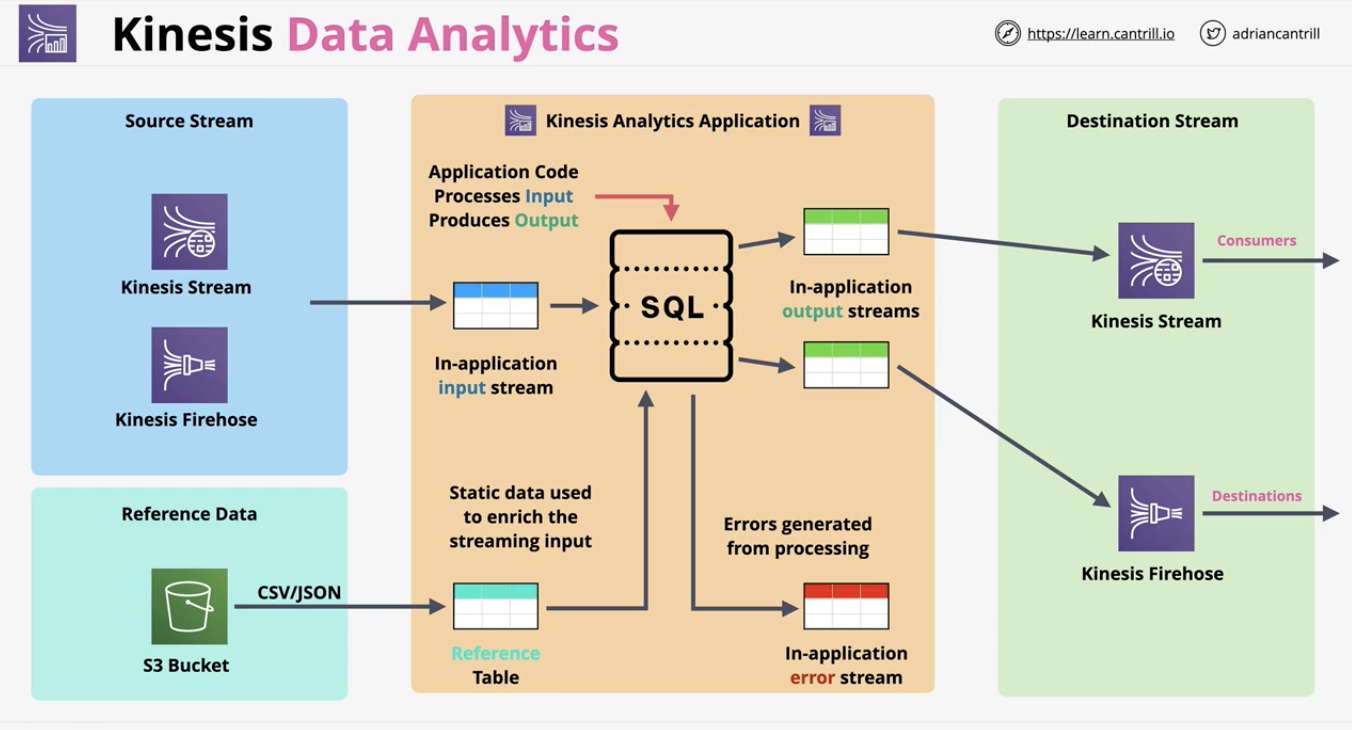 Kinesis Data Analytics
https://learn.cantrill.io
adriancantrill
Source Stream
Kinesis Stream
Kinesis Firehose
Reference Data
CSV/JSON
S3 Bucket
Kinesis Analytics Application
Application Code
Processes Input
Produces Output
SQL
In-application
input stream
In-application
output streams
Static data used
to enrich the
streaming input
Errors generated
from processing
Reference
Table
In-application
error stream
Destination Stream
Consumers
Kinesis Stream
Destinations
Kinesis Firehose